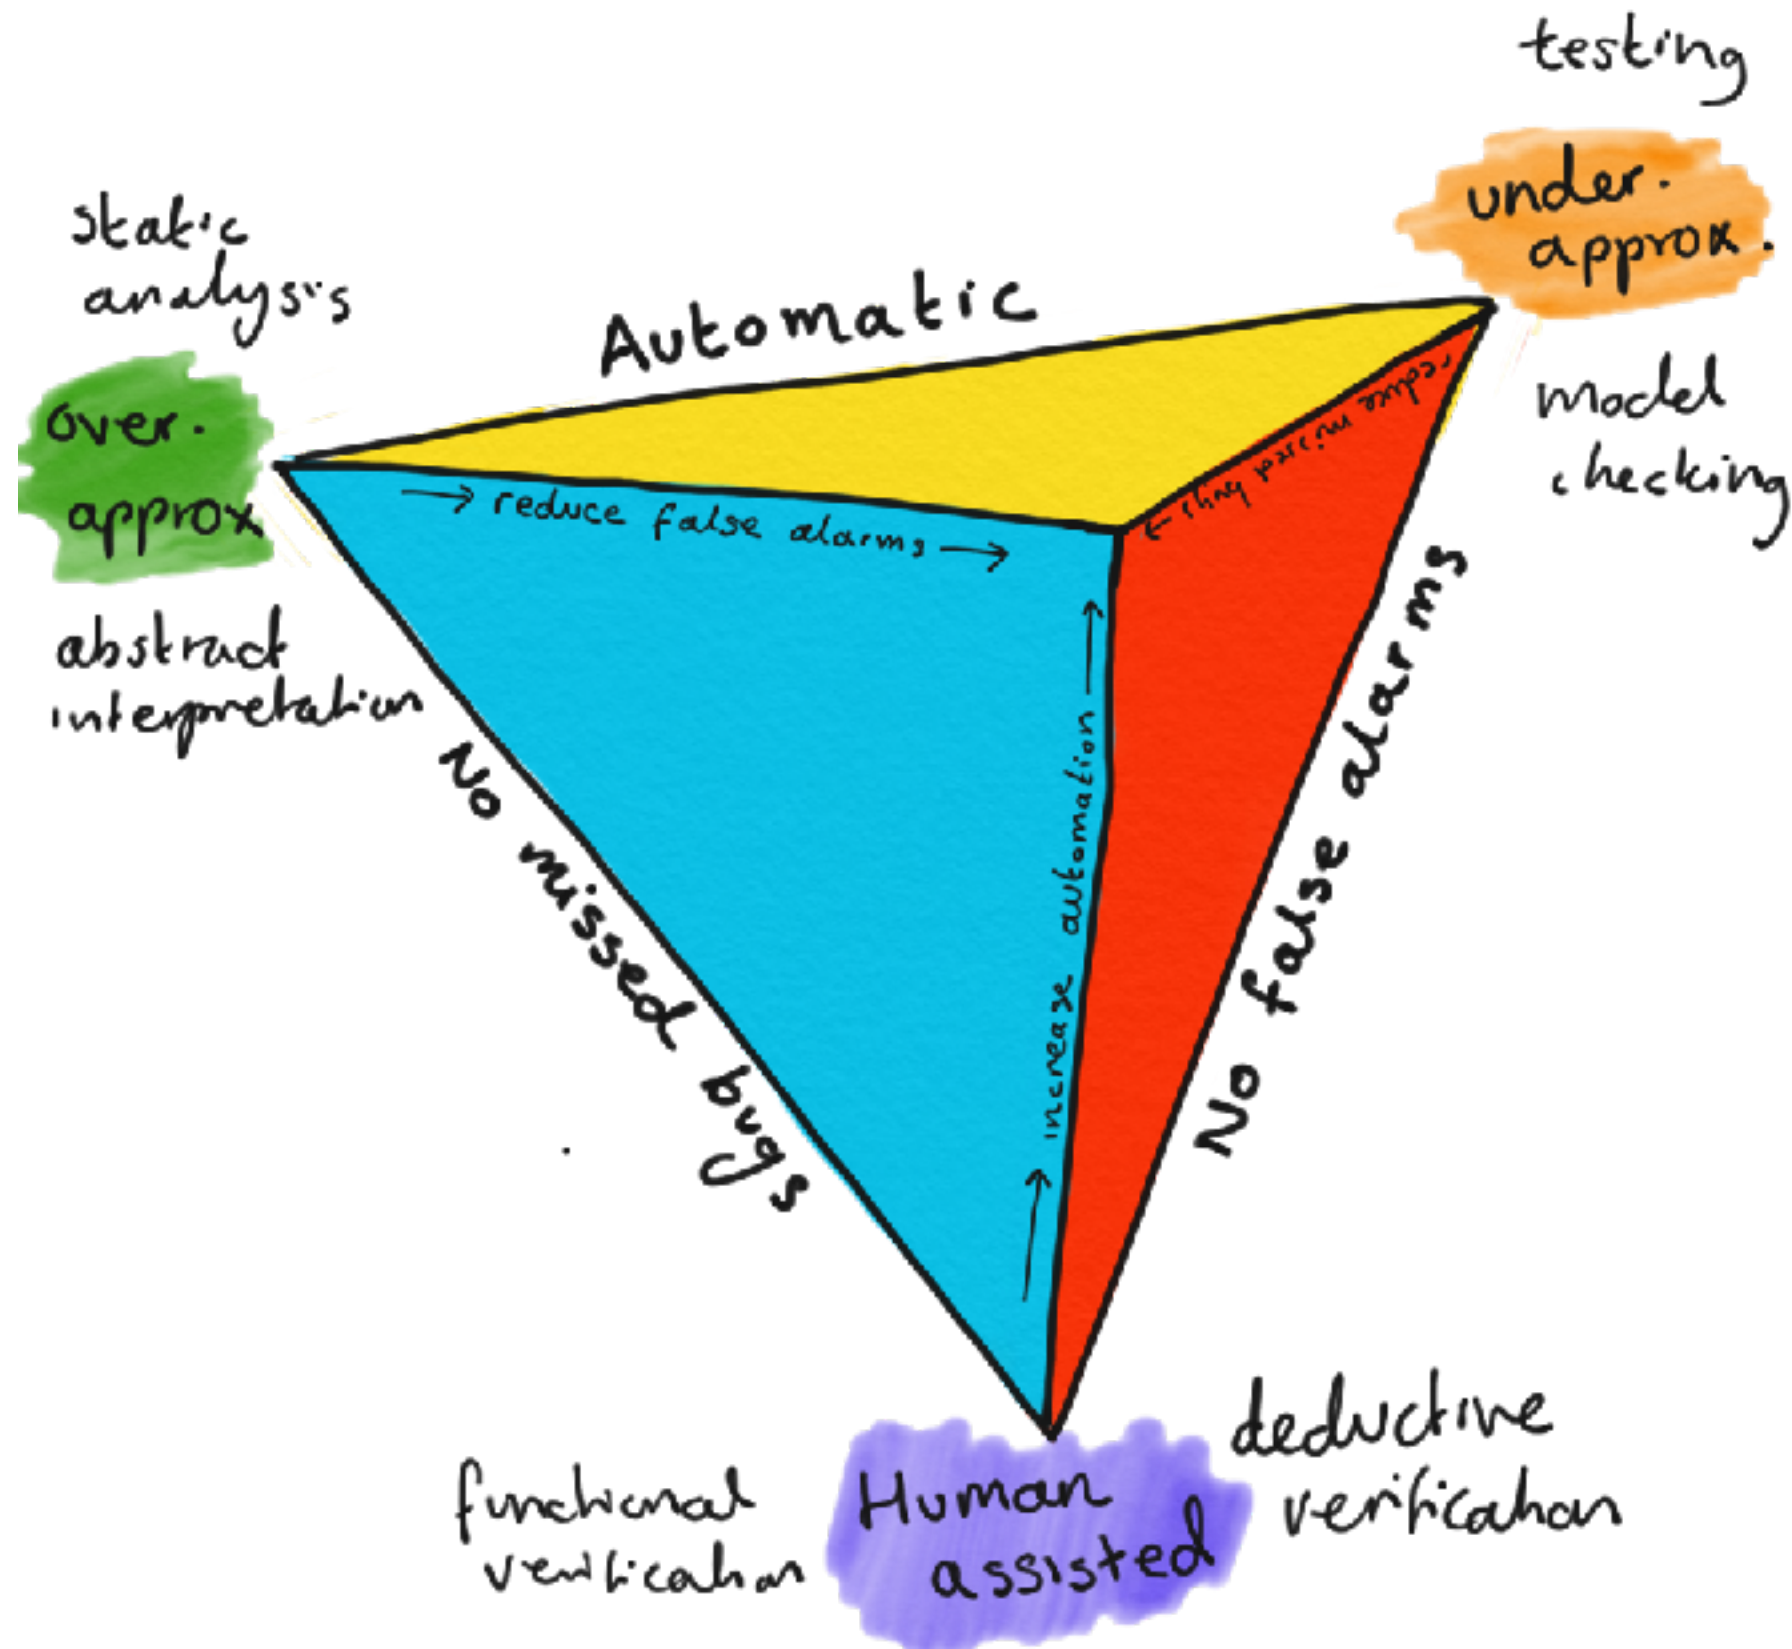 testing
under.
approx.
static
analysis
Automatic
over.
approx
model
checking
→ reduce false alarms →
reduce missed bugs →
abstract
interpretation
No missed bugs
→ increase automation →
No false alarms
functional
verification
Human
assisted
deductive
verification